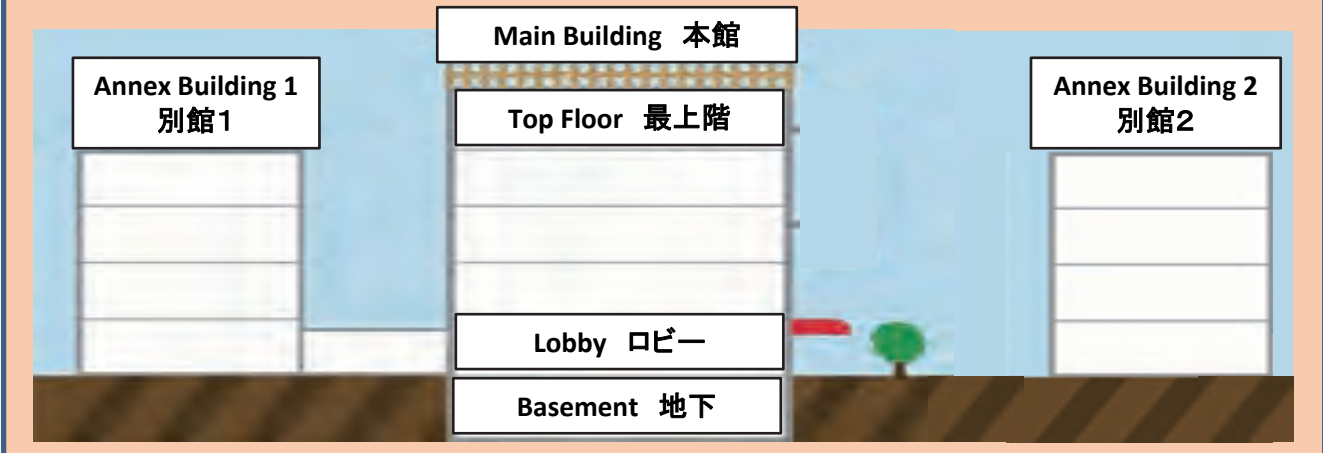 Main Building 本館
Annex Building 1
別館１
Top Floor 最上階
Annex Building 2
別館２
Lobby ロビー
Basement 地下